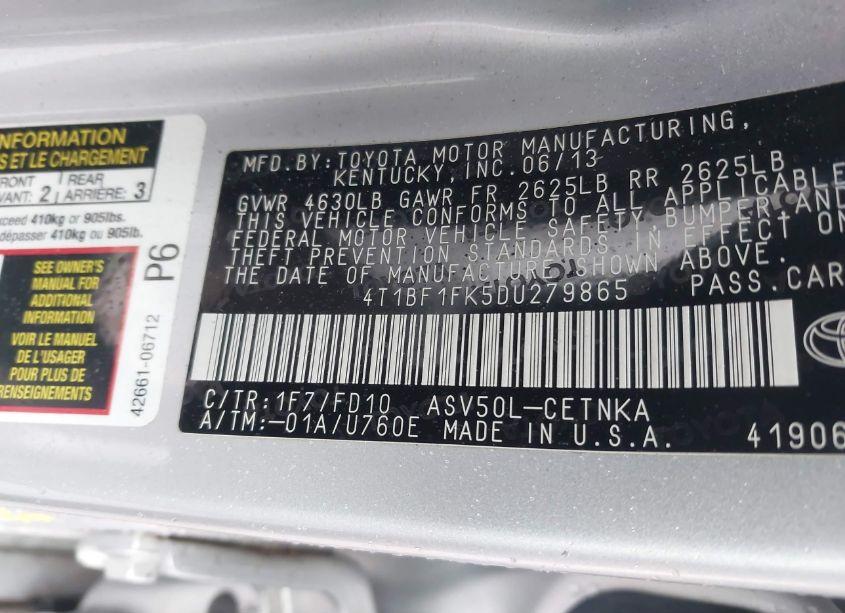 INFORMATION
S ET LE CHARGEMENT
FRONT
VANT: 2
REAR
ARRIÈRE: 3
xceed 410kg or 905lbs.
dépasser 410kg ou 905lb.
SEE OWNER'S
MANUAL FOR
ADDITIONAL
INFORMATION
VOIR LE MANUEL
DE L'USAGER
POUR PLUS DE
RENSEIGNEMENTS
42661-06712
P6
MFD.BY: TOYOTA MOTOR MANUFACTURING,
KENTUCKY, INC. 06/13
GVWR 4630LB GAWR FR 2625LB RR 2625LB
THIS VEHICLE CONFORMS TO ALL APPLICABLE
FEDERAL MOTOR VEHICLE SAFETY, BUMPER AND
THEFT PREVENTION STANDARDS IN EFFECT ON
THE DATE OF MANUFACTURE SHOWN ABOVE.
4T1BF1FK5DU279865 PASS.CAR
C/TR:1F7/FD10 ASV50L-CETNKA
A/TM:-01A/U760E MADE IN U.S.A.
41906